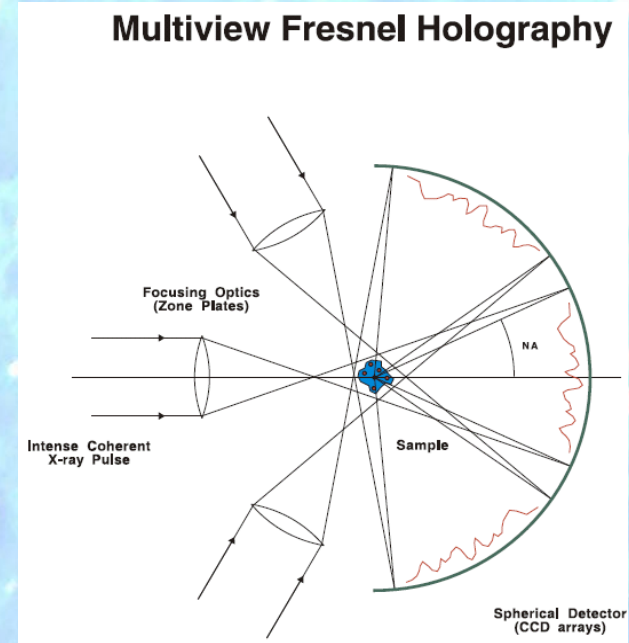 Multiview Fresnel Holography
Focusing Optics
(Zone Plates)
NA
Intense Coherent
X-ray Pulse
Sample
Spherical Detector
(CCD arrays)